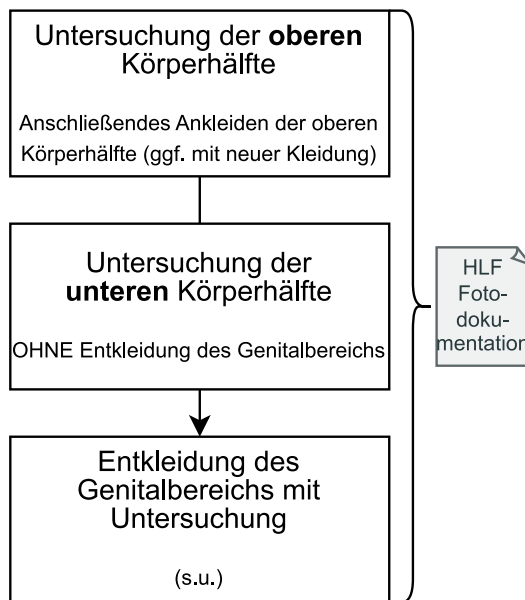 Untersuchung der oberen
Körperhälfte
Anschließendes Ankleiden der oberen
Körperhälfte (ggf. mit neuer Kleidung)
Untersuchung der
unteren Körperhälfte
OHNE Entkleidung des Genitalbereichs
Entkleidung des
Genitalbereichs mit
Untersuchung
(s.u.)
HLF
Foto-
doku-
mentation